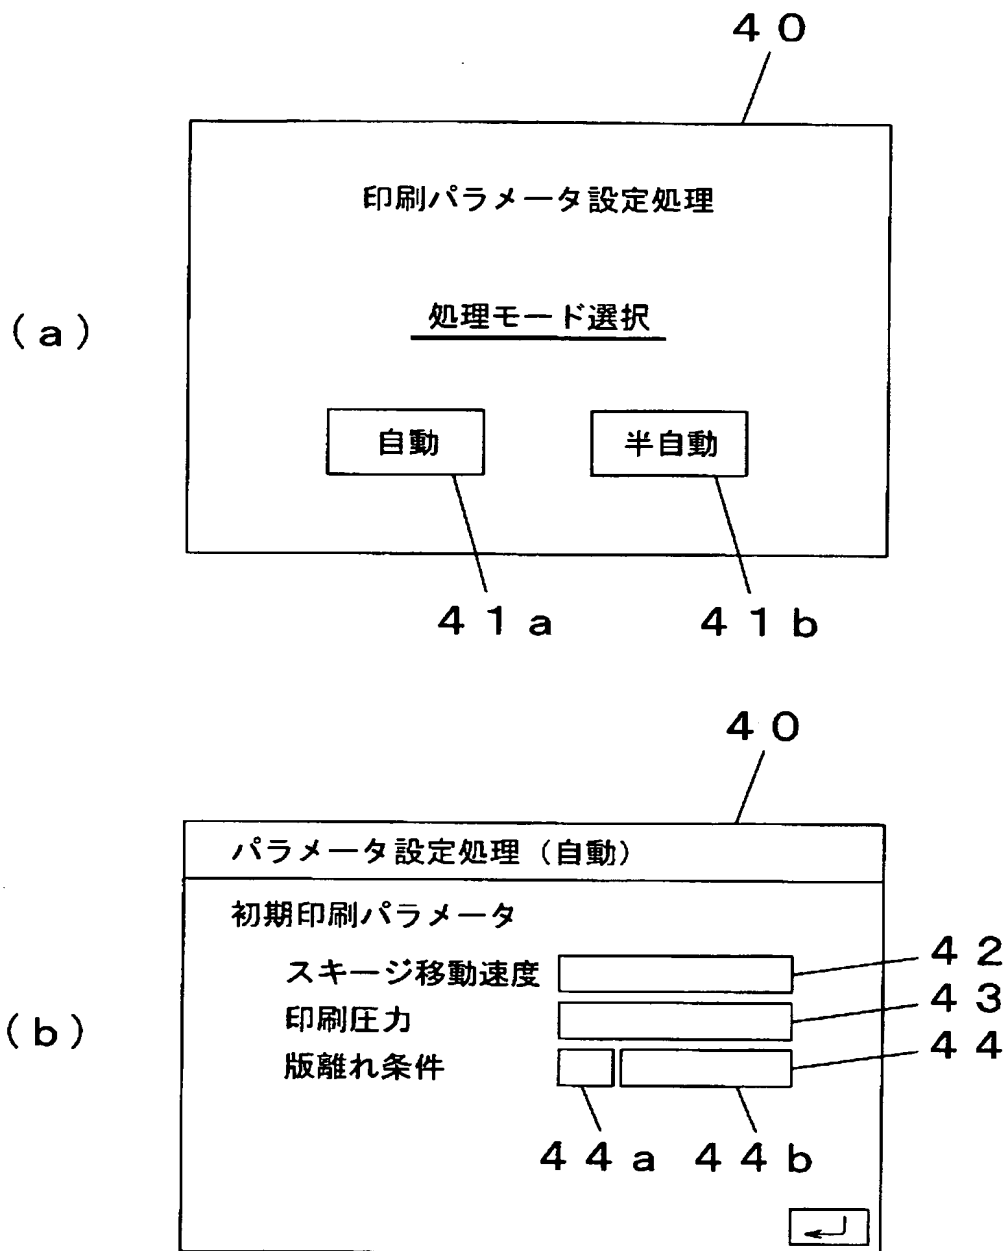 ４０
印刷パラメータ設定処理
(a)
処理モード選択
自動 半自動
４１a ４１b
４０
パラメータ設定処理（自動）
初期印刷パラメータ
スキージ移動速度 ４２
印刷圧力 ４３
(b)
版離れ条件 ４４
４４a ４４b